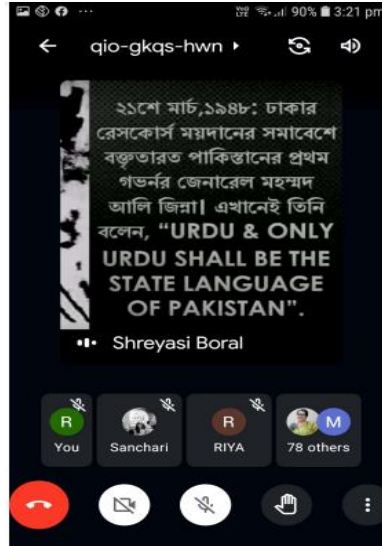 90% 3:21 pm
qio-gkqs-hwn
২১শে মার্চ,১৯৪৮: ঢাকার
রেসকোর্স ময়দানের সমাবেশে
বক্তৃতারত পাকিস্তানের প্রথম
গভর্নর জেনারেল মহম্মদ
আলি জিন্না| এখানেই তিনি
বলেন, “URDU & ONLY
URDU SHALL BE THE
STATE LANGUAGE
OF PAKISTAN”.
Shreyasi Boral
R R M
You Sanchari RIYA 78 others